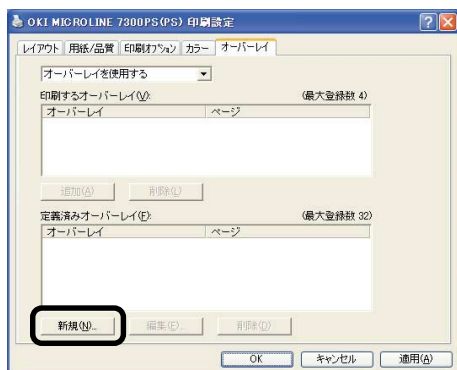 OKI MICROLINE 7300PS(PS) 印刷設定
レイアウト 用紙/品質 印刷オプション カラー オーバーレイ
オーバーレイを使用する
印刷するオーバーレイ(V): (最大登録数 4)
オーバーレイ ページ
追加(A) 削除(L)
定義済みオーバーレイ(F): (最大登録数 32)
オーバーレイ ページ
新規(N)... 編集(E)... 削除(D)
OK キャンセル 適用(A)